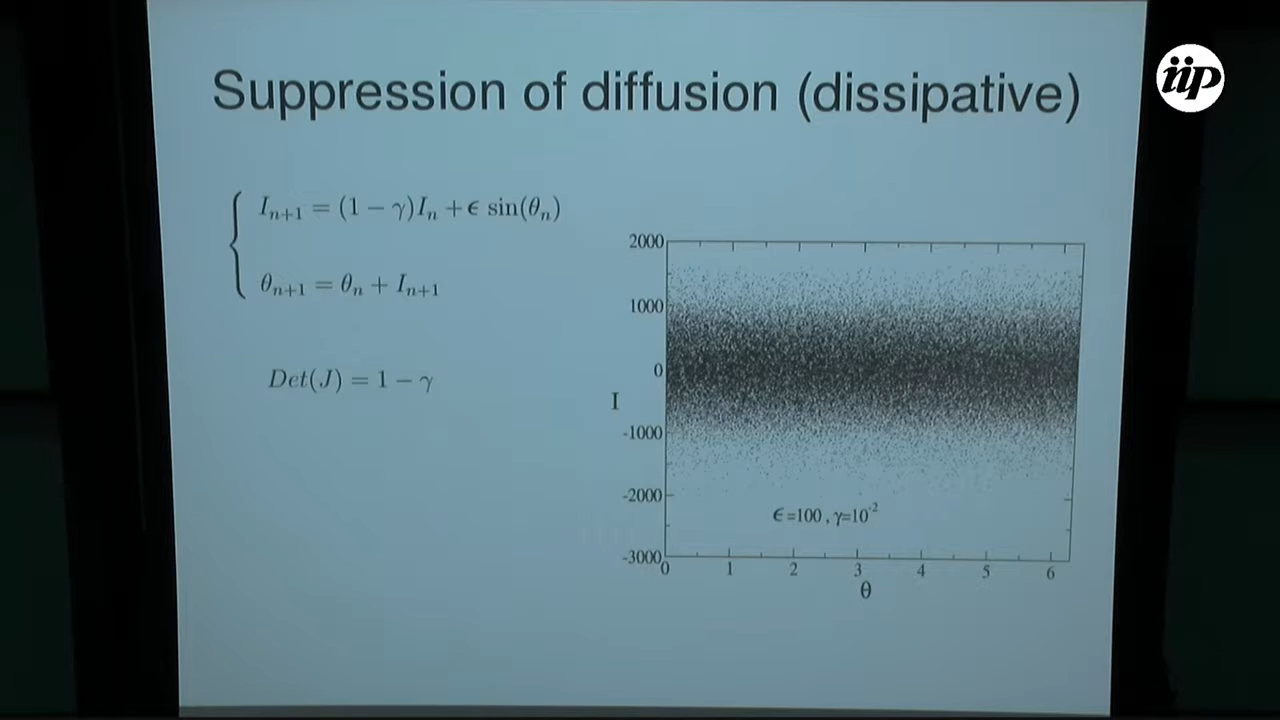 iip
Suppression of diffusion (dissipative)
I_{n+1} = (1 − γ)I_n + ϵ sin(θ_n)
θ_{n+1} = θ_n + I_{n+1}
Det(J) = 1 − γ
2000
1000
0
I
-1000
-2000
-3000
ϵ=100 , γ=10^{-2}
0 1 2 3 4 5 6
θ